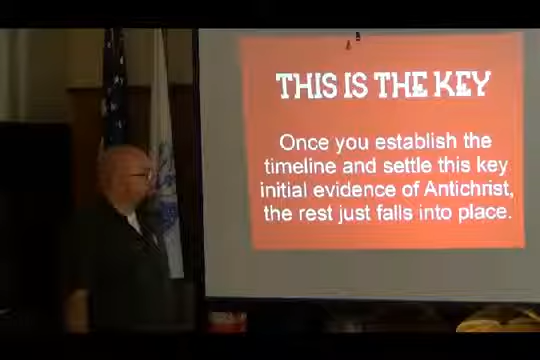 THIS IS THE KEY
Once you establish the
timeline and settle this key
initial evidence of Antichrist,
the rest just falls into place.